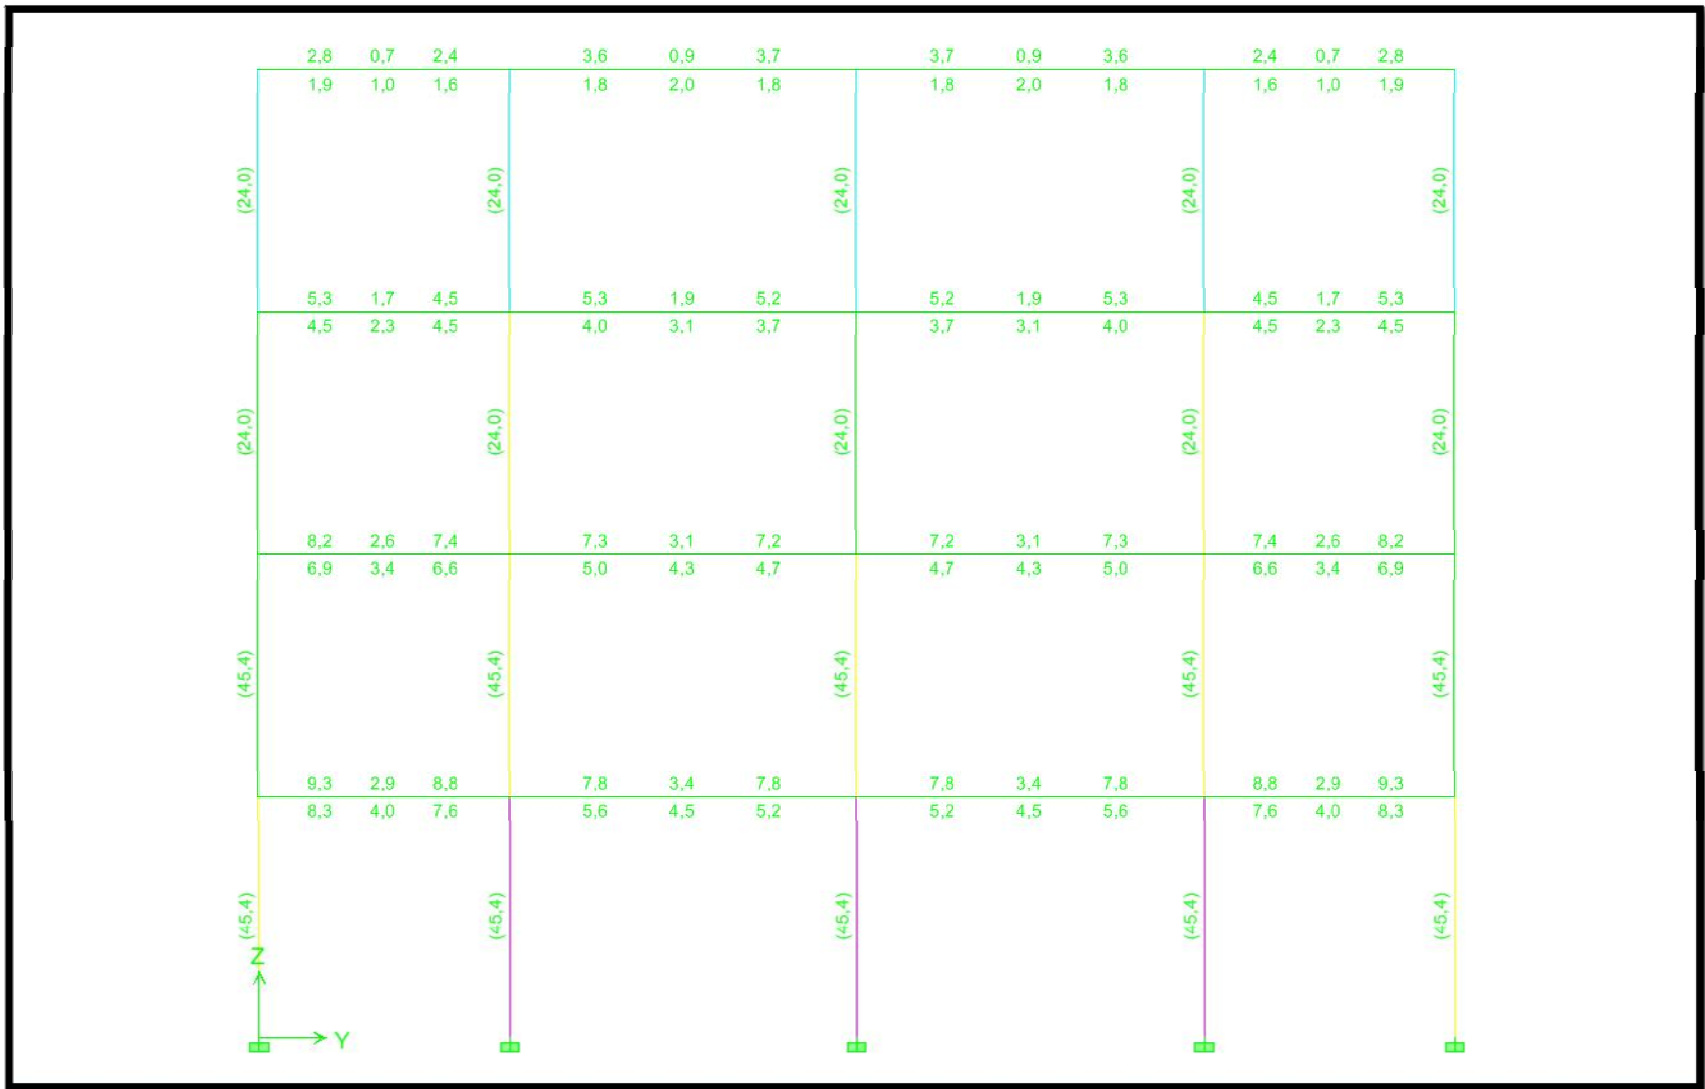 2,8 0,7 2,4 3,6 0,9 3,7 3,7 0,9 3,6 2,4 0,7 2,8
1,9 1,0 1,6 1,8 2,0 1,8 1,8 2,0 1,8 1,6 1,0 1,9
(24,0) (24,0) (24,0) (24,0) (24,0)
5,3 1,7 4,5 5,3 1,9 5,2 5,2 1,9 5,3 4,5 1,7 5,3
4,5 2,3 4,5 4,0 3,1 3,7 3,7 3,1 4,0 4,5 2,3 4,5
(24,0) (24,0) (24,0) (24,0) (24,0)
8,2 2,6 7,4 7,3 3,1 7,2 7,2 3,1 7,3 7,4 2,6 8,2
6,9 3,4 6,6 5,0 4,3 4,7 4,7 4,3 5,0 6,6 3,4 6,9
(45,4) (45,4) (45,4) (45,4) (45,4)
9,3 2,9 8,8 7,8 3,4 7,8 7,8 3,4 7,8 8,8 2,9 9,3
8,3 4,0 7,6 5,6 4,5 5,2 5,2 4,5 5,6 7,6 4,0 8,3
(45,4) (45,4) (45,4) (45,4) (45,4)
Z
Y